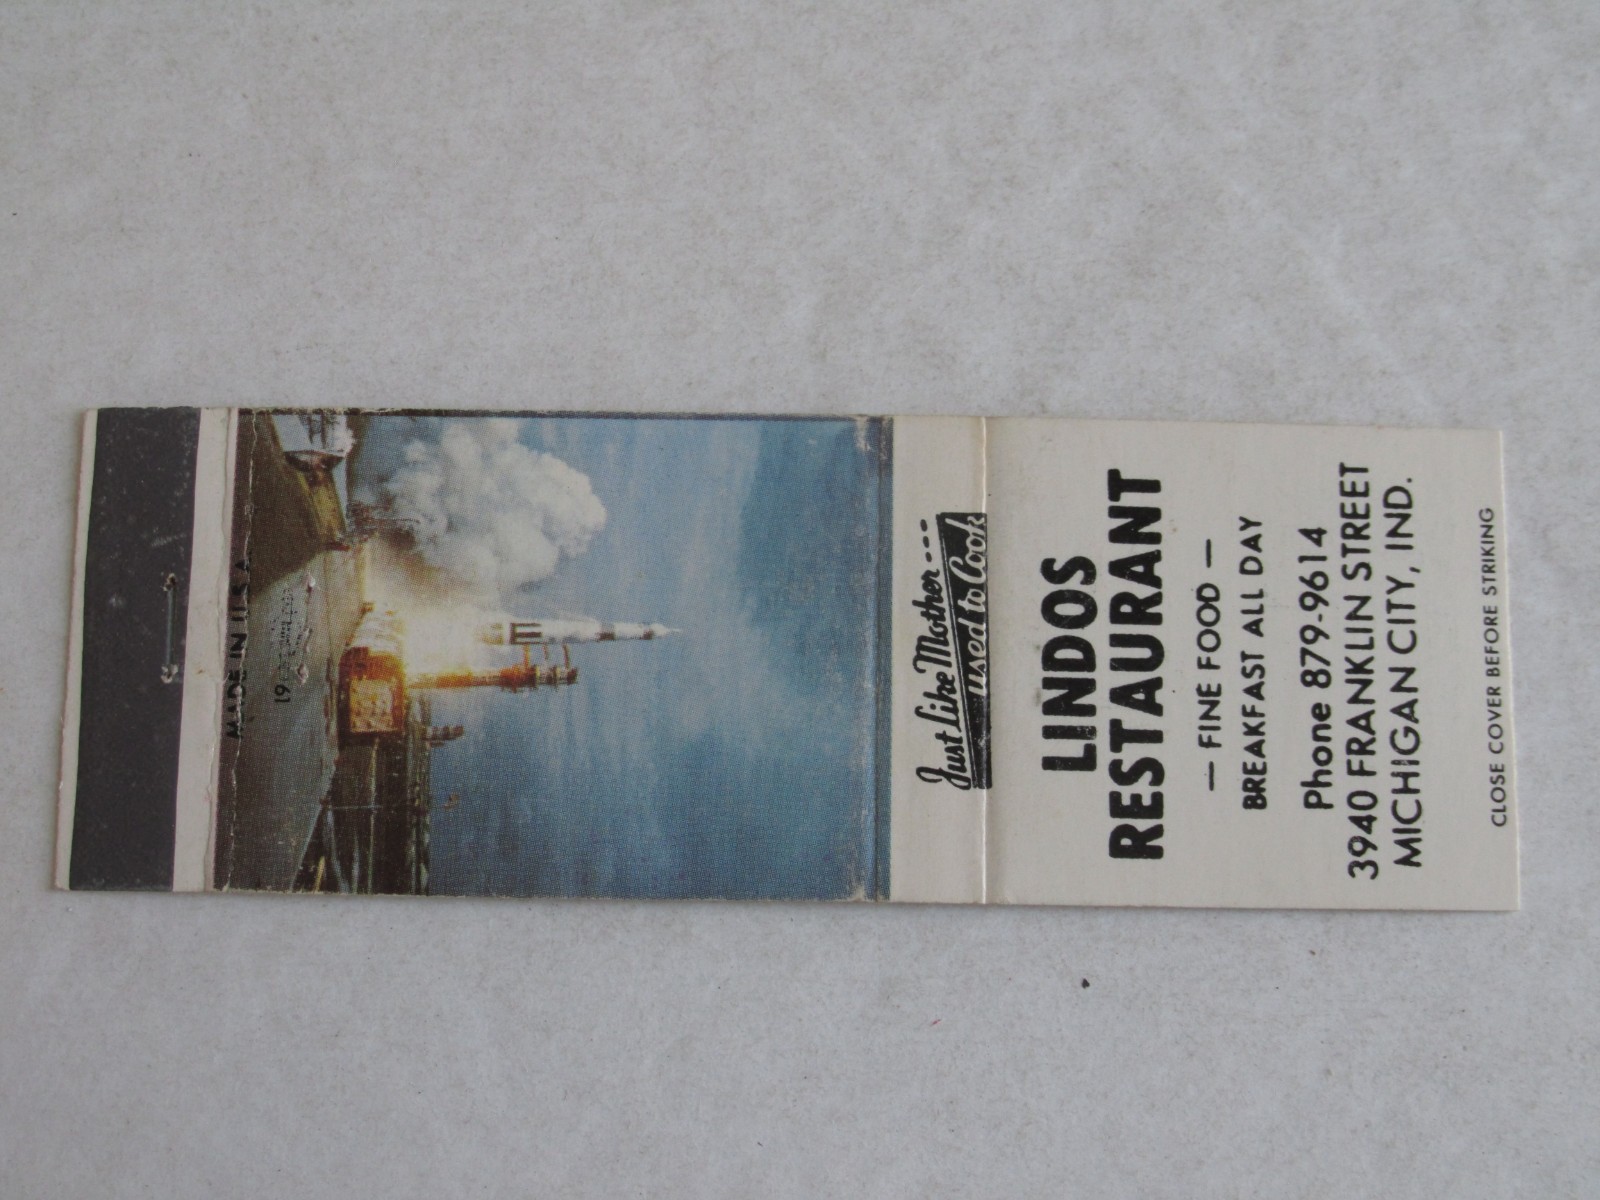 Just Like Mother...
Used to Cook
LINDOS
RESTAURANT
— FINE FOOD —
BREAKFAST ALL DAY
Phone 879-9614
3940 FRANKLIN STREET
MICHIGAN CITY, IND.
CLOSE COVER BEFORE STRIKING
MADE IN U.S.A.